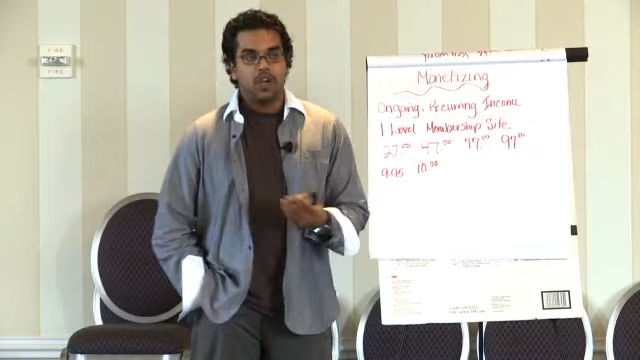 FIRE
FIRE
Monetizing
Ongoing, Recurring Income
1 Level Membership Site
27.00 47.00 77.00 97.00
9.95 10.00